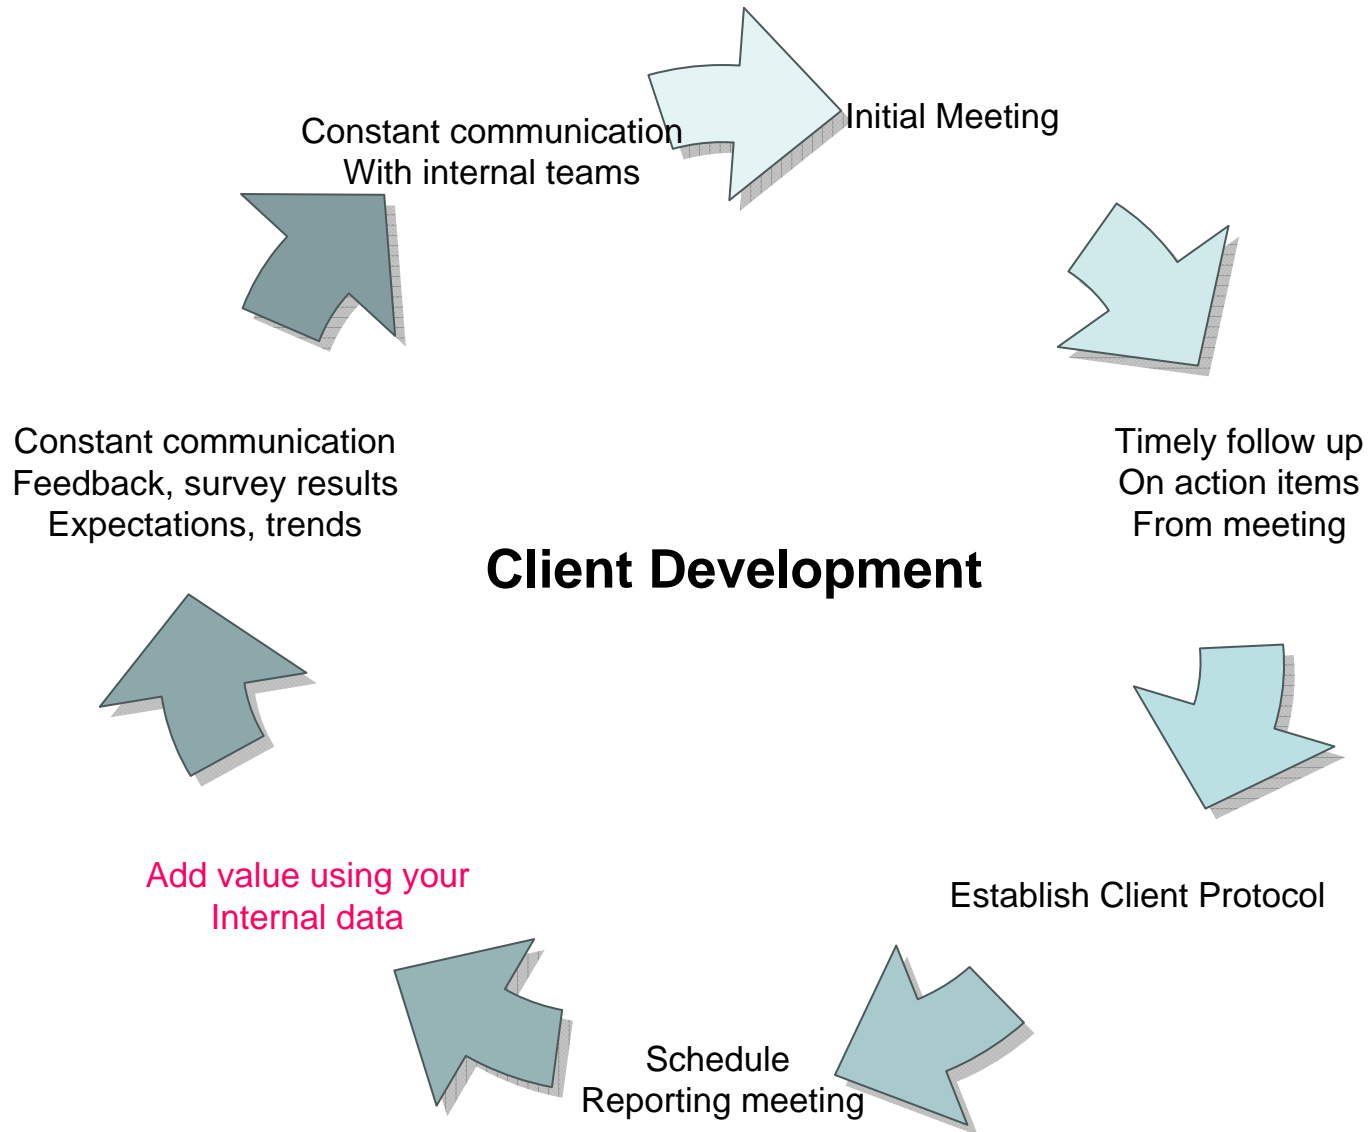 Constant communication
With internal teams
Initial Meeting
Timely follow up
On action items
From meeting
Constant communication
Feedback, survey results
Expectations, trends
Client Development
Add value using your
Internal data
Establish Client Protocol
Schedule
Reporting meeting